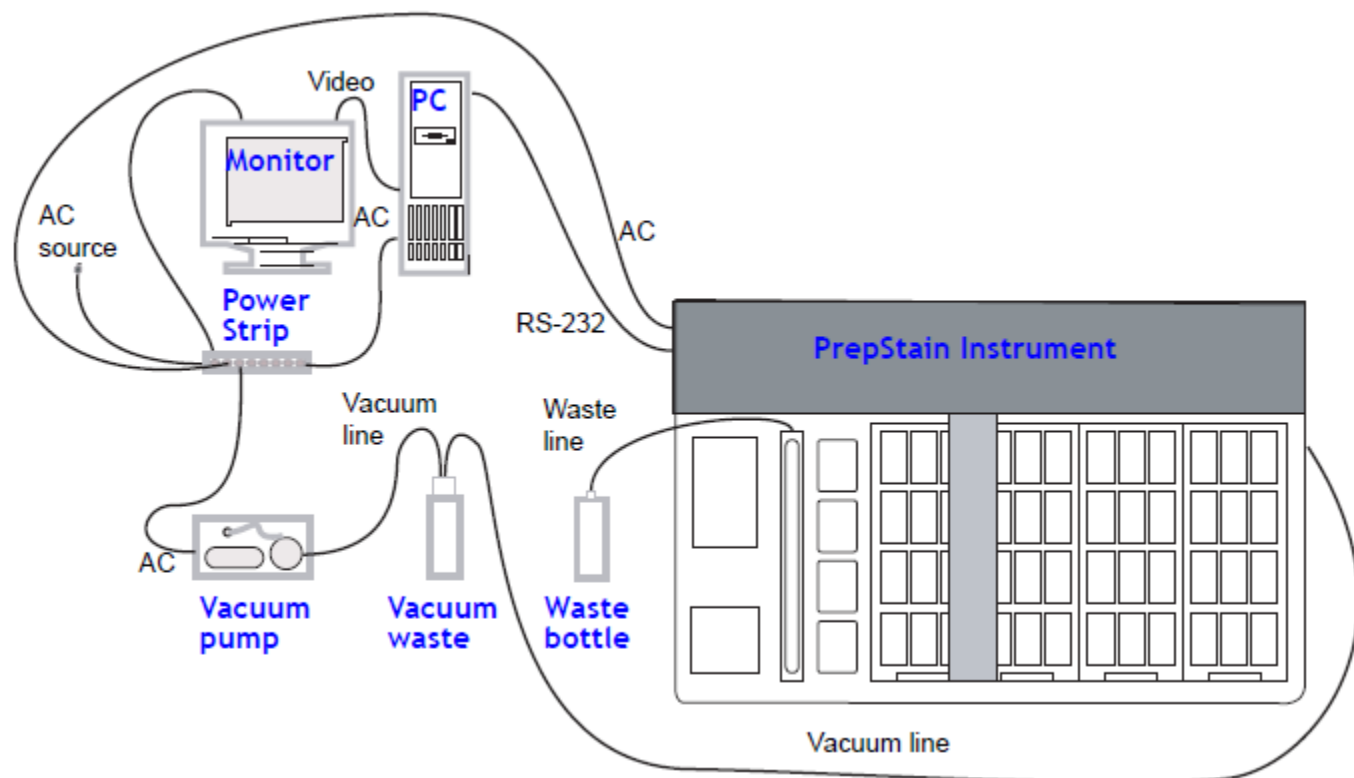 Video
PC
Monitor
AC
source
AC
AC
Power
Strip
RS-232
PrepStain Instrument
Vacuum
line
Waste
line
AC
Vacuum
pump
Vacuum
waste
Waste
bottle
Vacuum line